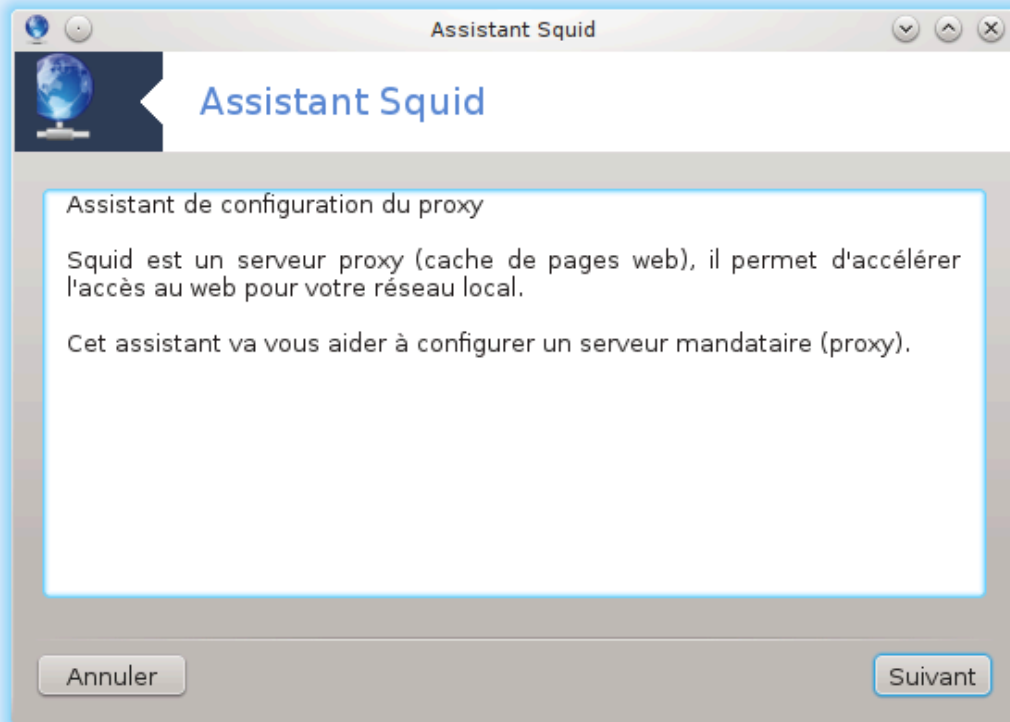 Assistant Squid
Assistant Squid
Assistant de configuration du proxy
Squid est un serveur proxy (cache de pages web), il permet d'accélérer
l'accès au web pour votre réseau local.
Cet assistant va vous aider à configurer un serveur mandataire (proxy).
Annuler
Suivant